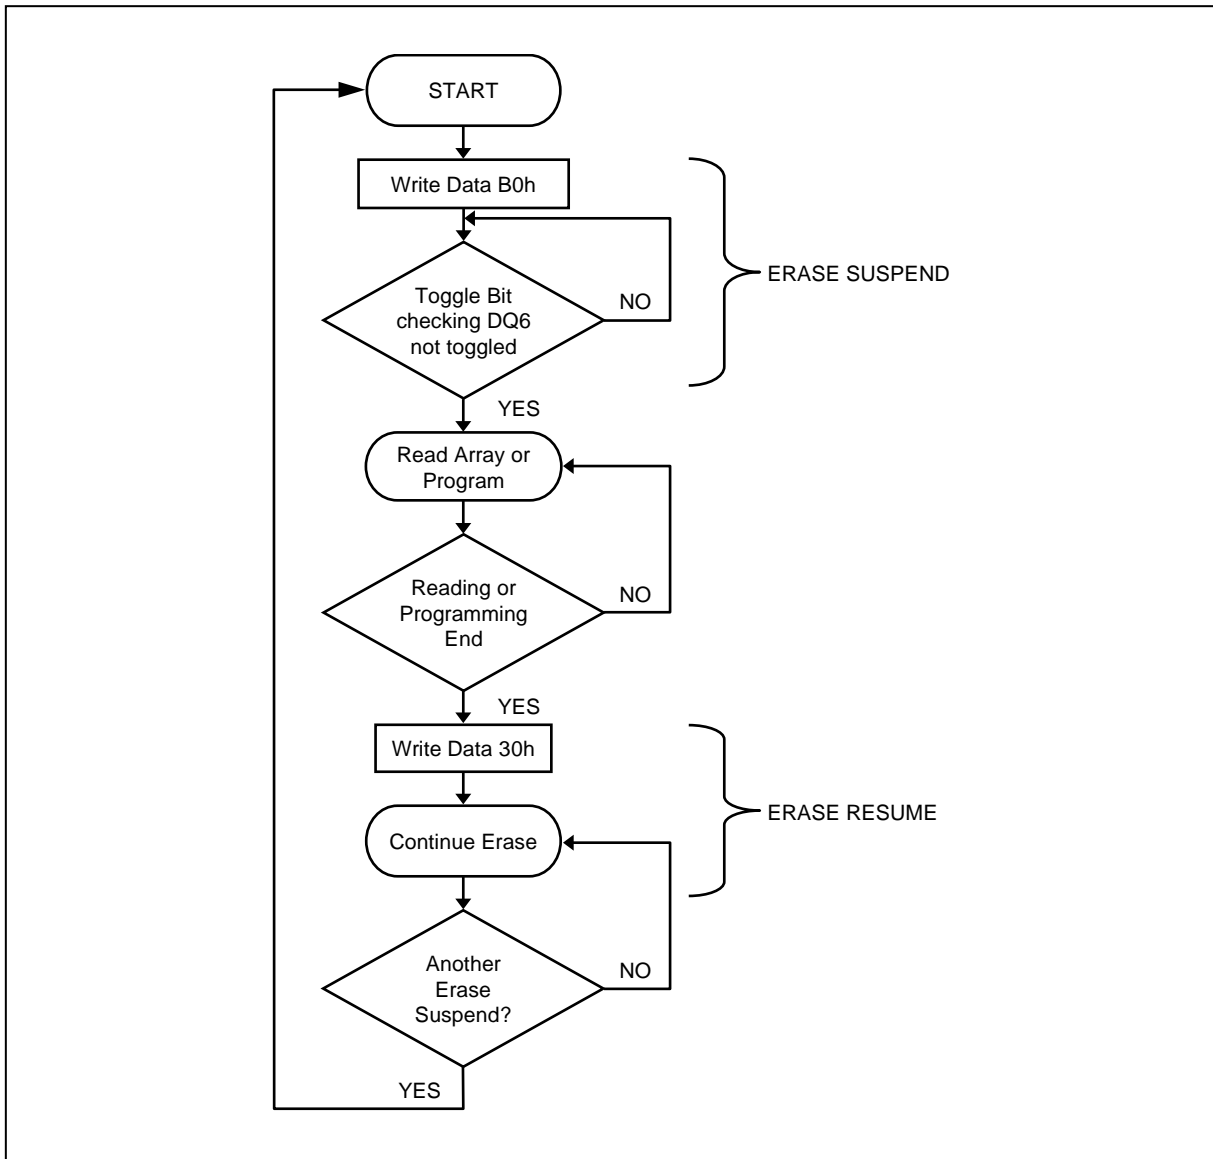 START
Write Data B0h
ERASE SUSPEND
Toggle Bit
checking DQ6
not toggled
NO
YES
Read Array or
Program
Reading or
Programming
End
NO
YES
Write Data 30h
ERASE RESUME
Continue Erase
Another
Erase
Suspend?
NO
YES